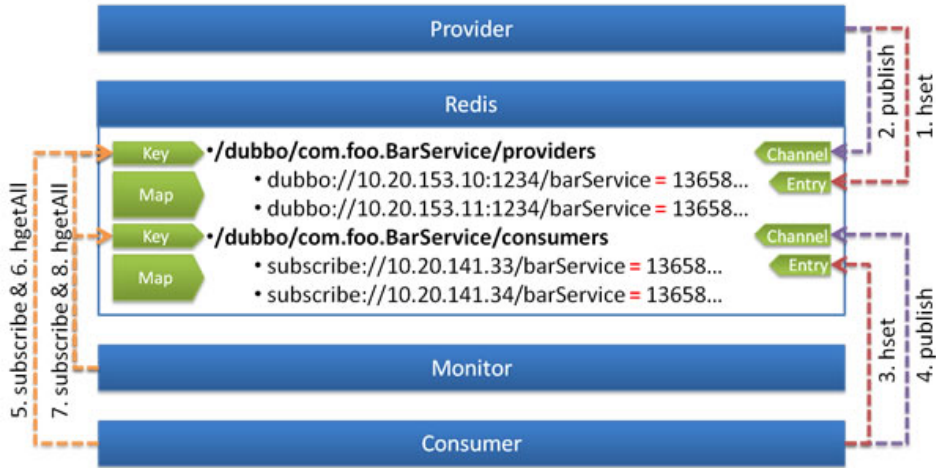 Provider
2. publish
1. hset
Redis
Key
•/dubbo/com.foo.BarService/providers
Channel
Map
• dubbo://10.20.153.10:1234/barService = 13658...
Entry
• dubbo://10.20.153.11:1234/barService = 13658...
Key
•/dubbo/com.foo.BarService/consumers
Channel
Map
• subscribe://10.20.141.33/barService = 13658...
Entry
• subscribe://10.20.141.34/barService = 13658...
5. subscribe & 6. hgetAll
7. subscribe & 8. hgetAll
3. hset
4. publish
Monitor
Consumer